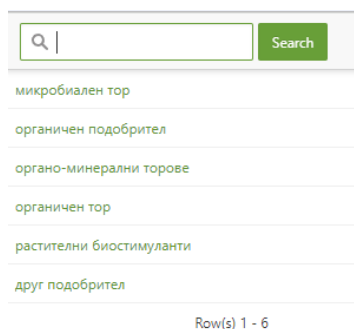 Search
микробиален тор
органичен подобрител
органо-минерални торове
органичен тор
растителни биостимуланти
друг подобрител
Row(s) 1 - 6